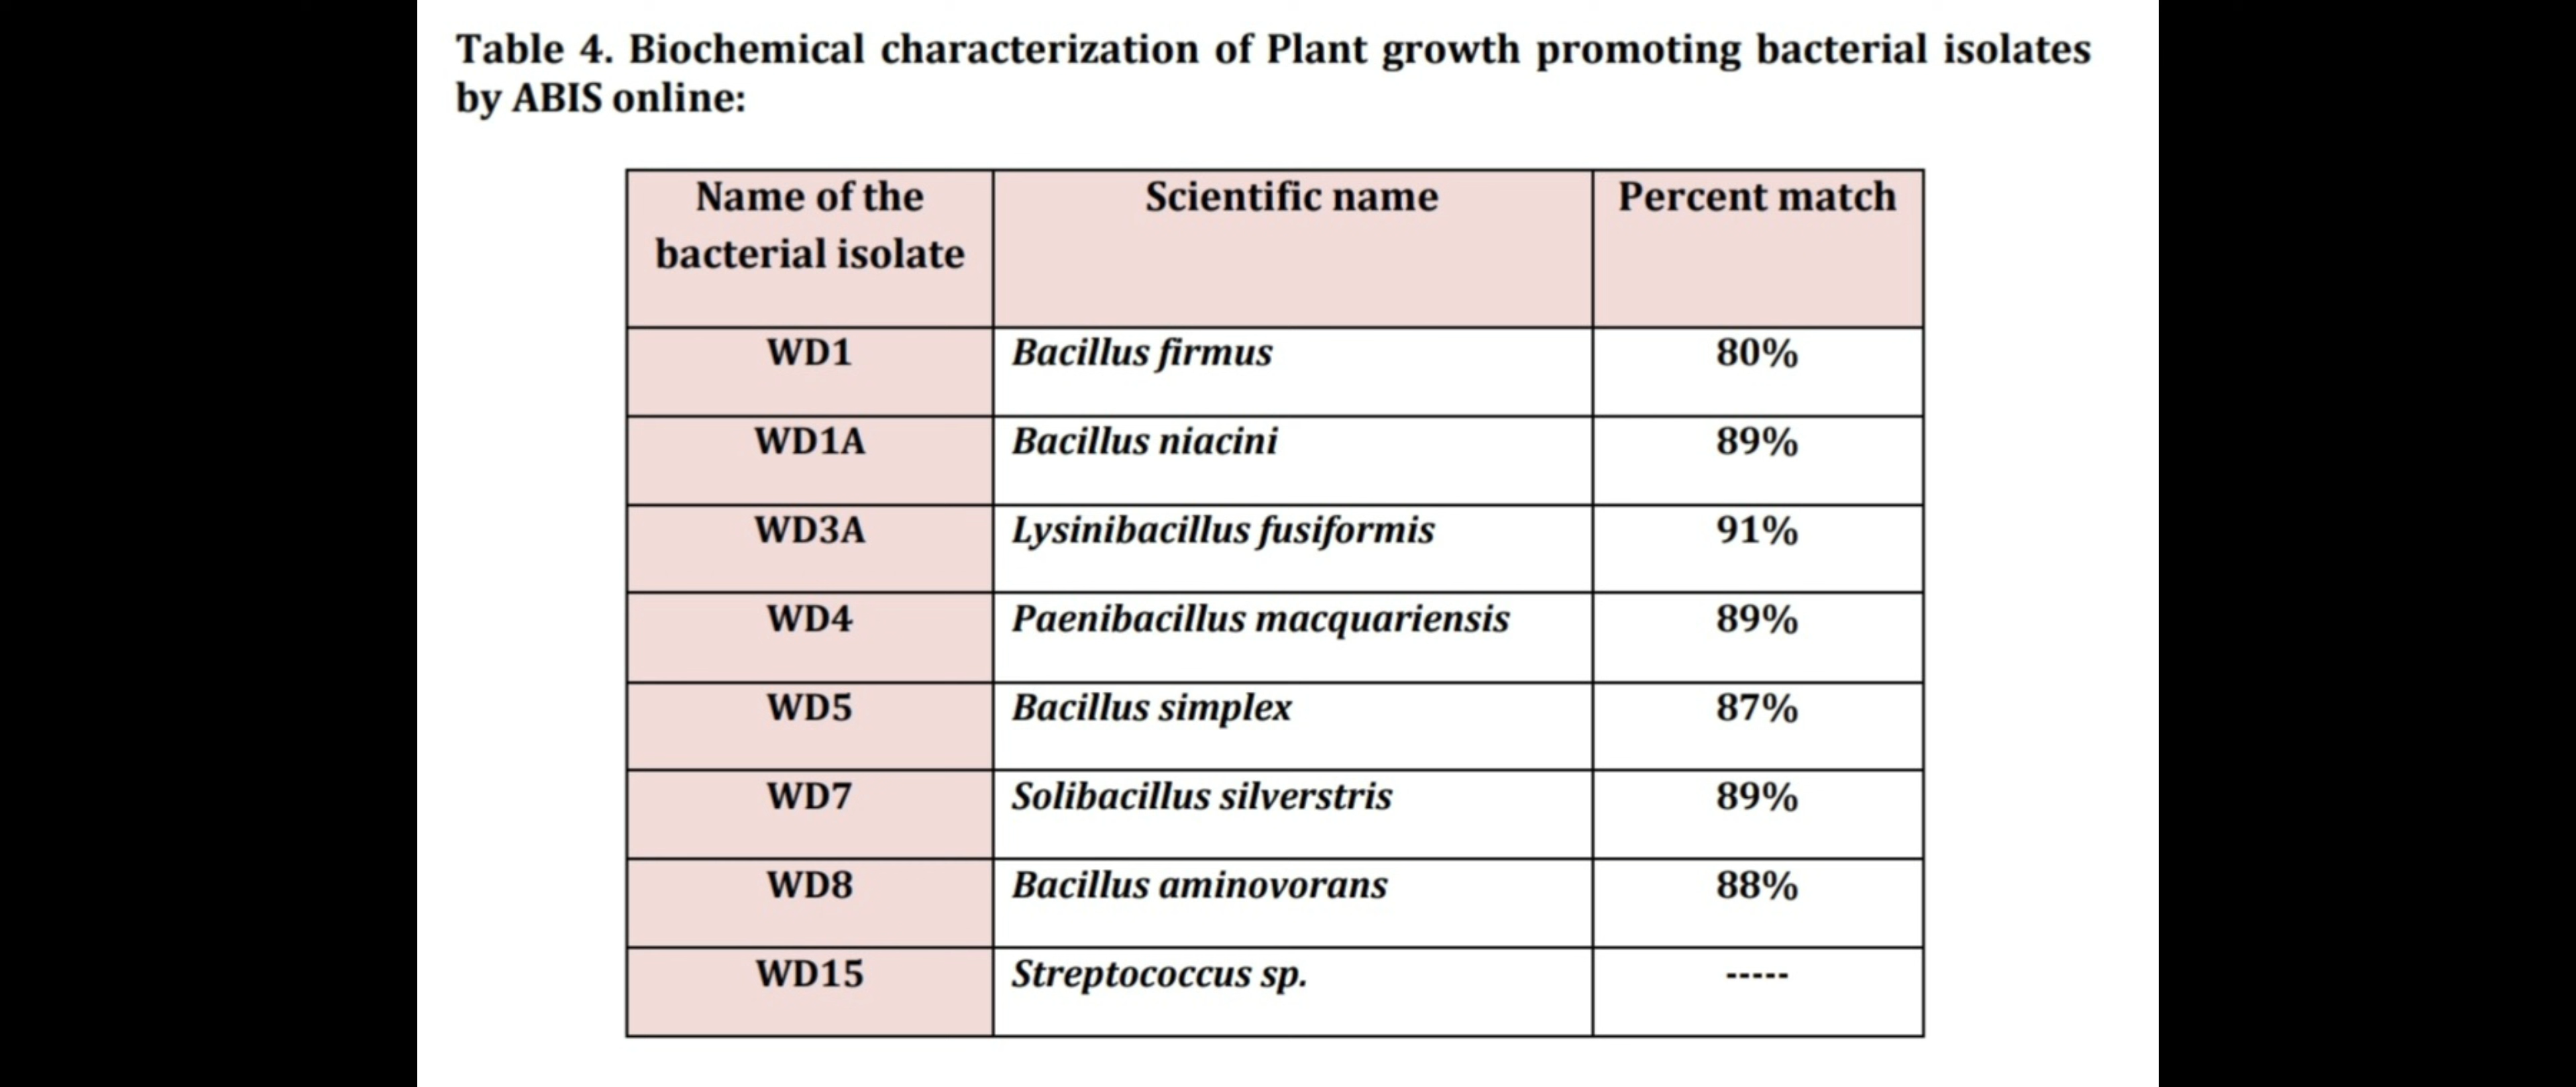 Table 4. Biochemical characterization of Plant growth promoting bacterial isolates
by ABIS online:
Name of the
bacterial isolate
Scientific name
Percent match
WD1 Bacillus firmus 80%
WD1A Bacillus niacini 89%
WD3A Lysinibacillus fusiformis 91%
WD4 Paenibacillus macquariensis 89%
WD5 Bacillus simplex 87%
WD7 Solibacillus silverstris 89%
WD8 Bacillus aminovorans 88%
WD15 Streptococcus sp. -----